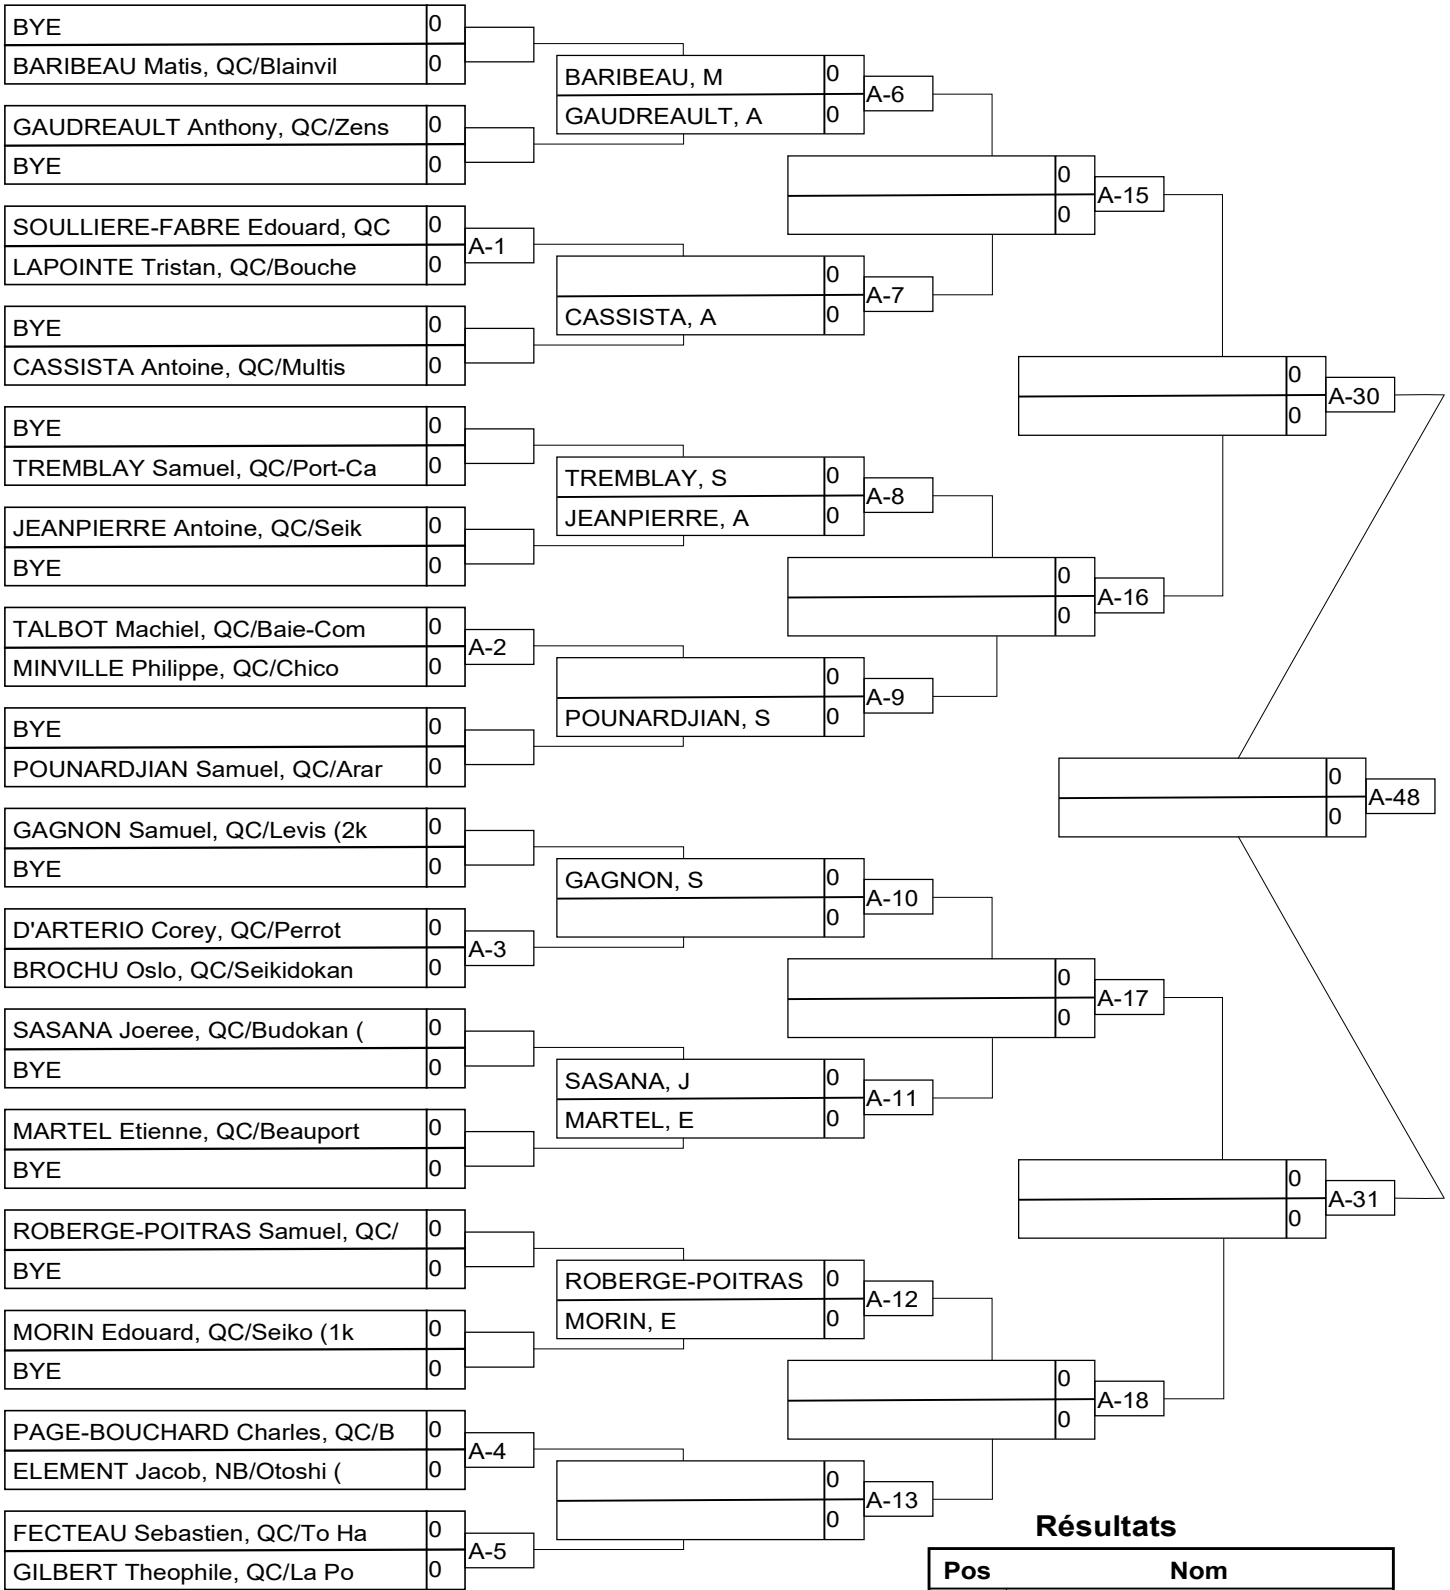 BYE 0
BARIBEAU Matis, QC/Blainvil 0
GAUDREAULT Anthony, QC/Zens 0
BYE 0
SOULLIERE-FABRE Edouard, QC 0
LAPOINTE Tristan, QC/Bouche 0
A-1
BYE 0
CASSISTA Antoine, QC/Multis 0
BYE 0
TREMBLAY Samuel, QC/Port-Ca 0
JEANPIERRE Antoine, QC/Seik 0
BYE 0
TALBOT Machiel, QC/Baie-Com 0
MINVILLE Philippe, QC/Chico 0
A-2
BYE 0
POUNARDJIAN Samuel, QC/Arar 0
GAGNON Samuel, QC/Levis (2k 0
BYE 0
D'ARTERIO Corey, QC/Perrot 0
BROCHU Oslo, QC/Seikidokan 0
A-3
SASANA Joeree, QC/Budokan ( 0
BYE 0
MARTEL Etienne, QC/Beauport 0
BYE 0
ROBERGE-POITRAS Samuel, QC/ 0
BYE 0
MORIN Edouard, QC/Seiko (1k 0
BYE 0
PAGE-BOUCHARD Charles, QC/B 0
ELEMENT Jacob, NB/Otoshi ( 0
A-4
FECTEAU Sebastien, QC/To Ha 0
GILBERT Theophile, QC/La Po 0
A-5
BARIBEAU, M 0
GAUDREAULT, A 0
A-6
0
CASSISTA, A 0
A-7
TREMBLAY, S 0
JEANPIERRE, A 0
A-8
0
POUNARDJIAN, S 0
A-9
GAGNON, S 0
0
A-10
SASANA, J 0
MARTEL, E 0
A-11
ROBERGE-POITRAS 0
MORIN, E 0
A-12
0
0
A-13
0
0
A-15
0
0
A-16
0
0
A-17
0
0
A-18
0
0
A-30
0
0
A-31
0
0
A-48
Résultats
Pos Nom